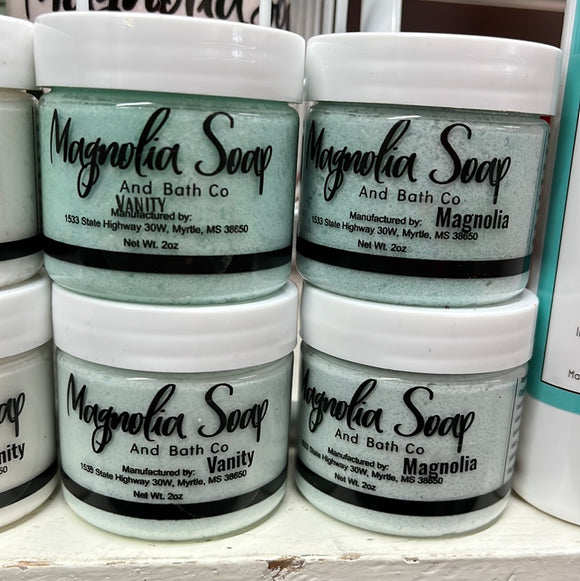 Magnolia Soap
And Bath Co
VANITY
Manufactured by:
1533 State Highway 30W, Myrtle, MS 38650
Net Wt. 2oz
Magnolia Soap
And Bath Co
Manufactured by: Magnolia
1533 State Highway 30W, Myrtle, MS 38650
Net Wt. 2oz
Magnolia Soap
And Bath Co
Manufactured by: Vanity
1533 State Highway 30W, Myrtle, MS 38650
Net Wt. 2oz
Magnolia Soap
And Bath Co
Manufactured by: Magnolia
1533 State Highway 30W, Myrtle, MS 38650
Net Wt. 2oz